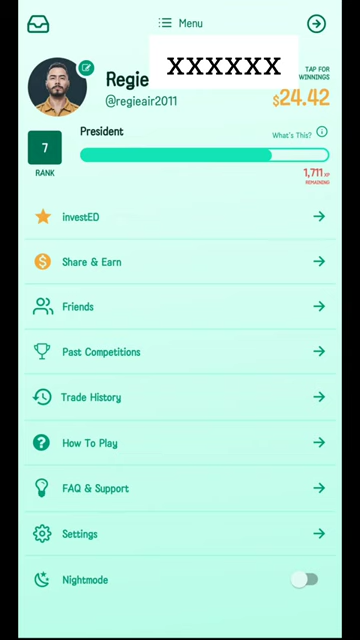 Menu
Regie XXXXXX
TAP FOR
WINNINGS
@regieair2011
$24.42
President
What's This?
7
RANK
1,711 XP
REMAINING
investED
Share & Earn
Friends
Past Competitions
Trade History
How To Play
FAQ & Support
Settings
Nightmode